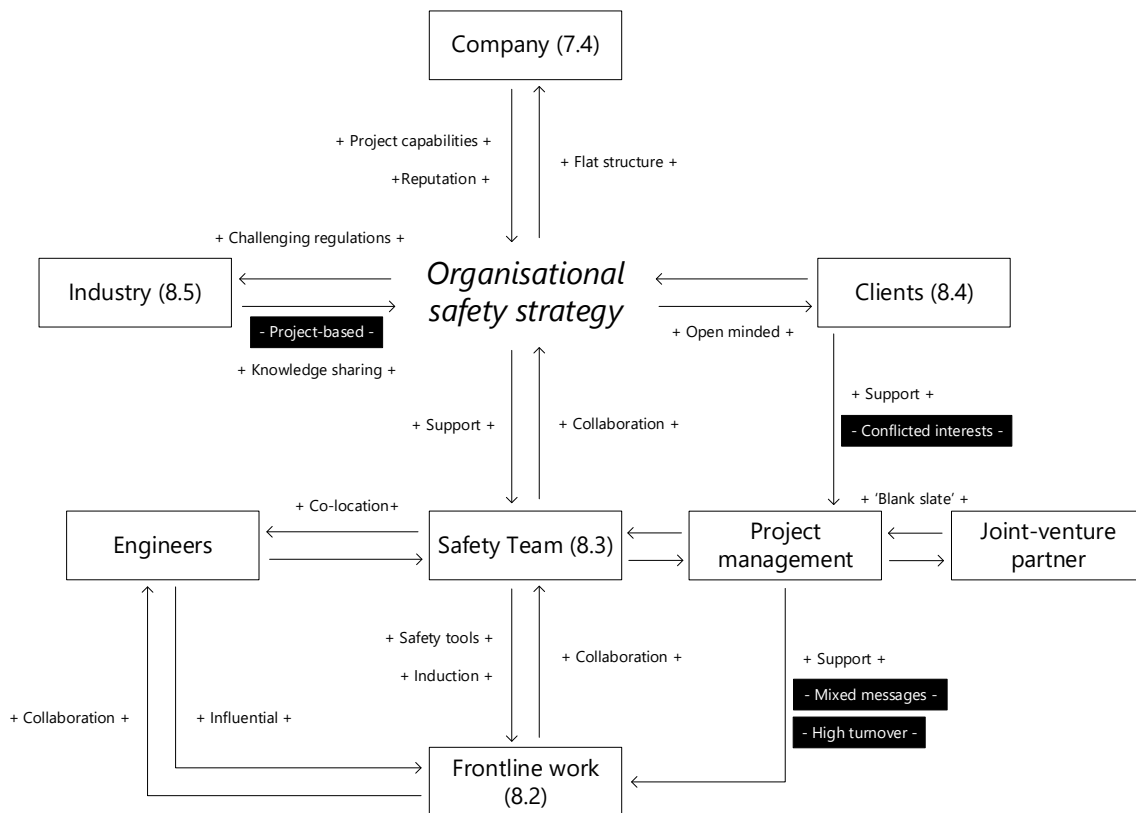 Company (7.4)
+ Project capabilities +
+Reputation +
+ Flat structure +
+ Challenging regulations +
Industry (8.5)
Organisational
safety strategy
Clients (8.4)
- Project-based -
+ Knowledge sharing +
+ Open minded +
+ Support +
+ Collaboration +
+ Support +
- Conflicted interests -
+ Co-location+
+ ‘Blank slate’ +
Engineers
Safety Team (8.3)
Project
management
Joint-venture
partner
+ Safety tools +
+ Induction +
+ Collaboration +
+ Support +
- Mixed messages -
- High turnover -
+ Collaboration +
+ Influential +
Frontline work
(8.2)